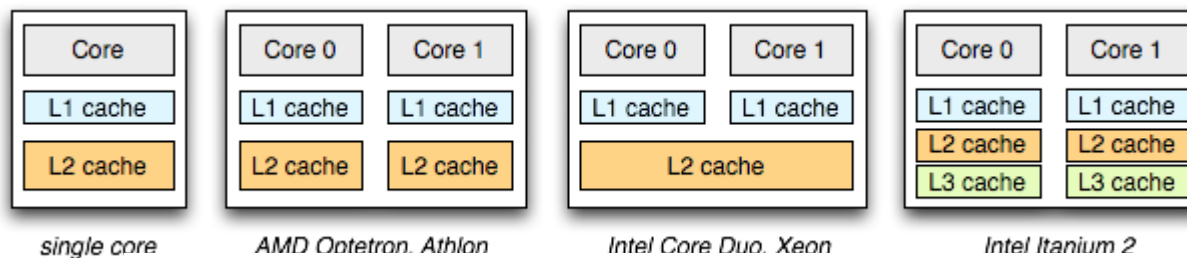 Core
L1 cache
L2 cache
single core
Core 0 Core 1
L1 cache L1 cache
L2 cache L2 cache
AMD Optetron, Athlon
Core 0 Core 1
L1 cache L1 cache
L2 cache
Intel Core Duo, Xeon
Core 0 Core 1
L1 cache L1 cache
L2 cache L2 cache
L3 cache L3 cache
Intel Itanium 2